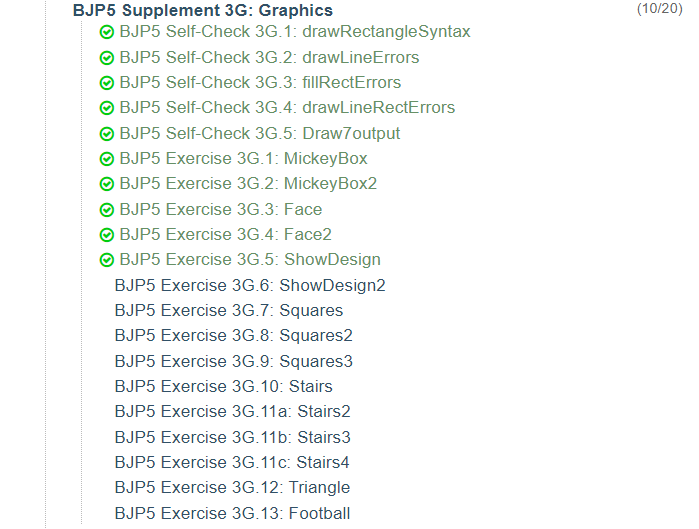 BJP5 Supplement 3G: Graphics (10/20)
BJP5 Self-Check 3G.1: drawRectangleSyntax
BJP5 Self-Check 3G.2: drawLineErrors
BJP5 Self-Check 3G.3: fillRectErrors
BJP5 Self-Check 3G.4: drawLineRectErrors
BJP5 Self-Check 3G.5: Draw7output
BJP5 Exercise 3G.1: MickeyBox
BJP5 Exercise 3G.2: MickeyBox2
BJP5 Exercise 3G.3: Face
BJP5 Exercise 3G.4: Face2
BJP5 Exercise 3G.5: ShowDesign
BJP5 Exercise 3G.6: ShowDesign2
BJP5 Exercise 3G.7: Squares
BJP5 Exercise 3G.8: Squares2
BJP5 Exercise 3G.9: Squares3
BJP5 Exercise 3G.10: Stairs
BJP5 Exercise 3G.11a: Stairs2
BJP5 Exercise 3G.11b: Stairs3
BJP5 Exercise 3G.11c: Stairs4
BJP5 Exercise 3G.12: Triangle
BJP5 Exercise 3G.13: Football